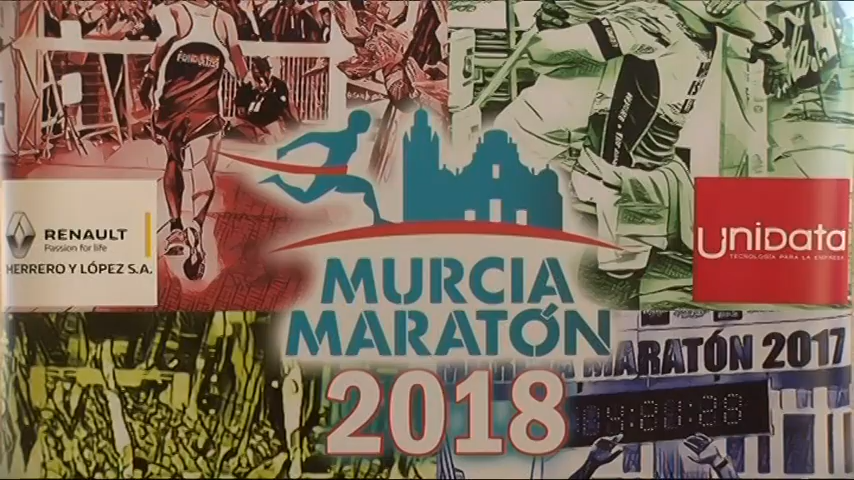 RENAULT
Passion for life
HERRERO Y LÓPEZ S.A.
UNIDATA
TECNOLOGÍA PARA LA EMPRESA
MURCIA
MARATÓN
2018
MARATÓN 2017